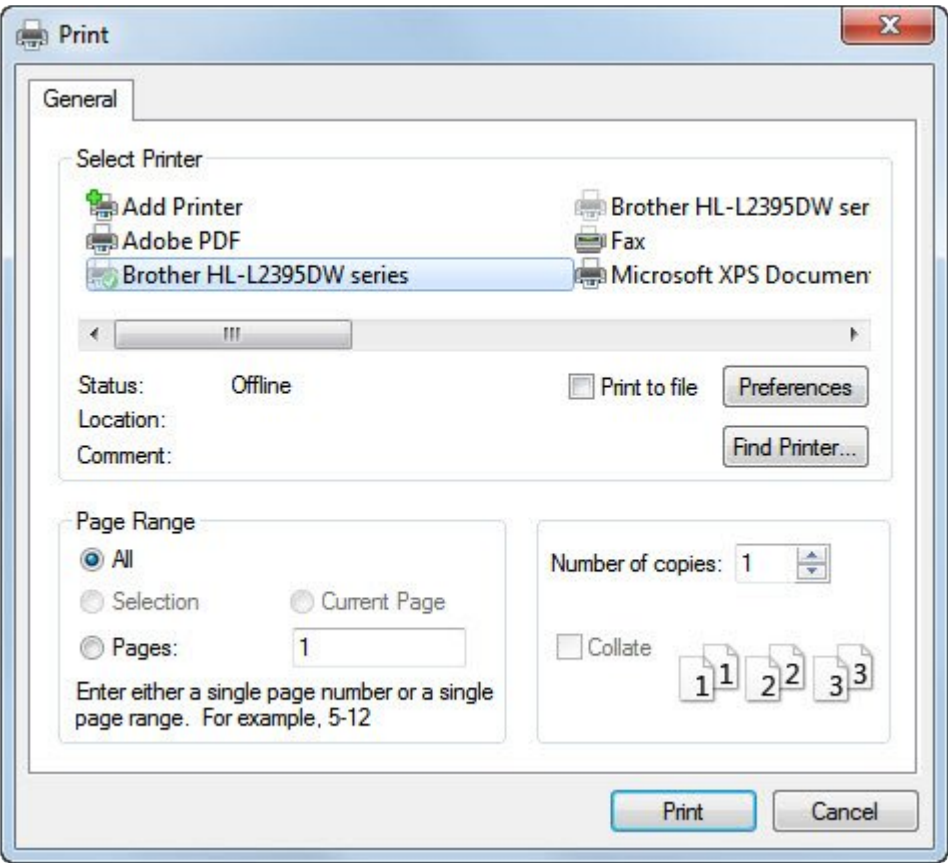 Print
General
Select Printer
Add Printer
Brother HL-L2395DW ser
Adobe PDF
Fax
Brother HL-L2395DW series
Microsoft XPS Documen
Status: Offline
Print to file
Preferences
Location:
Comment:
Find Printer...
Page Range
All
Selection
Current Page
Pages: 1
Enter either a single page number or a single
page range. For example, 5-12
Number of copies: 1
Collate
1 1 2 2 3 3
Print
Cancel